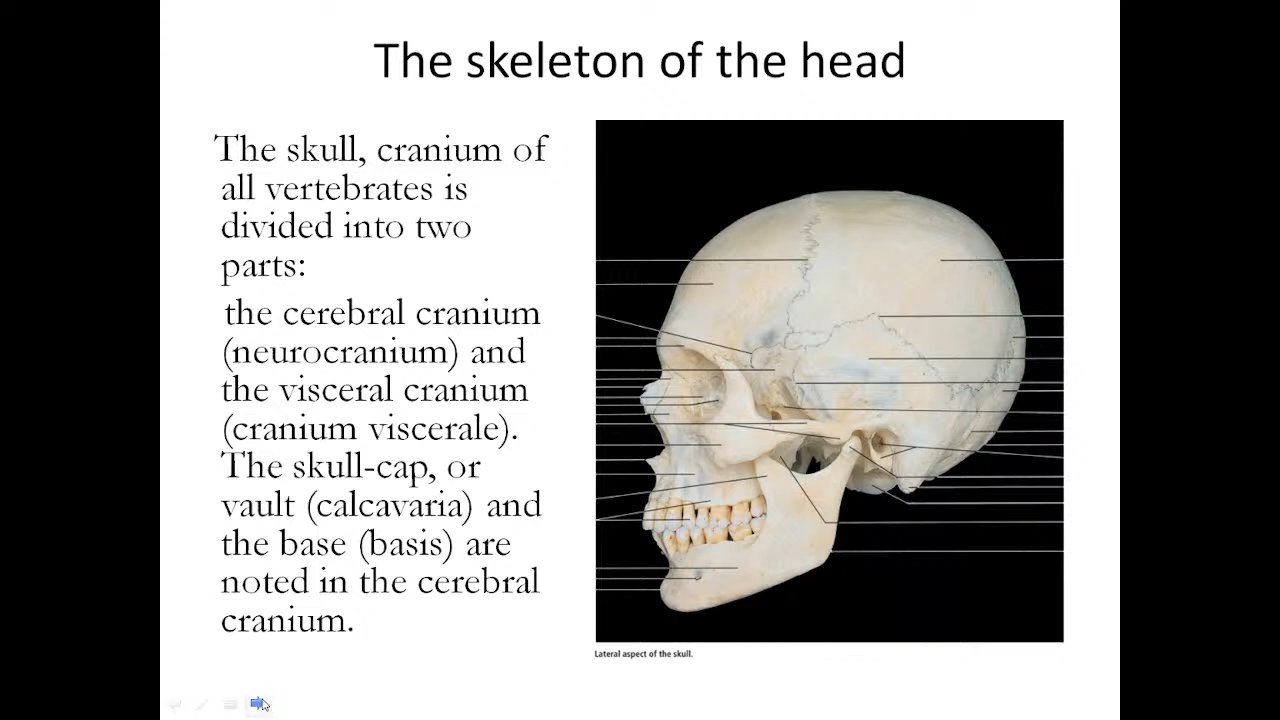 The skeleton of the head
The skull, cranium of
all vertebrates is
divided into two
parts:
the cerebral cranium
(neurocranium) and
the visceral cranium
(cranium viscerale).
The skull-cap, or
vault (calcavaria) and
the base (basis) are
noted in the cerebral
cranium.
Lateral aspect of the skull.